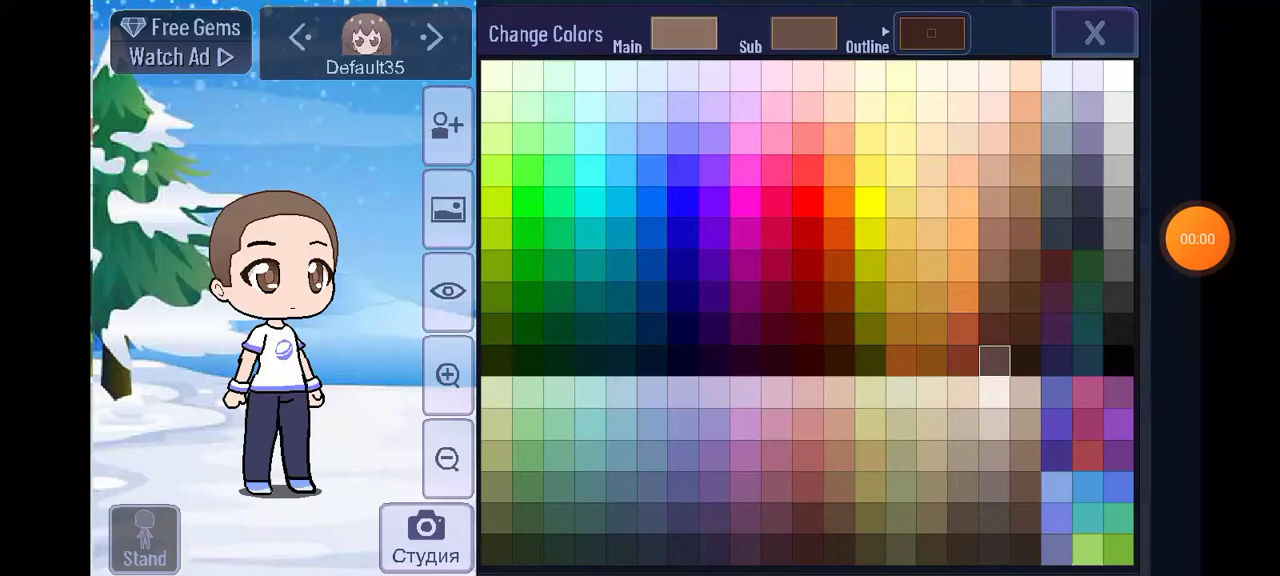 Free Gems
Watch Ad
Default35
Change Colors
Main
Sub
Outline
X
00:00
Stand
Студия